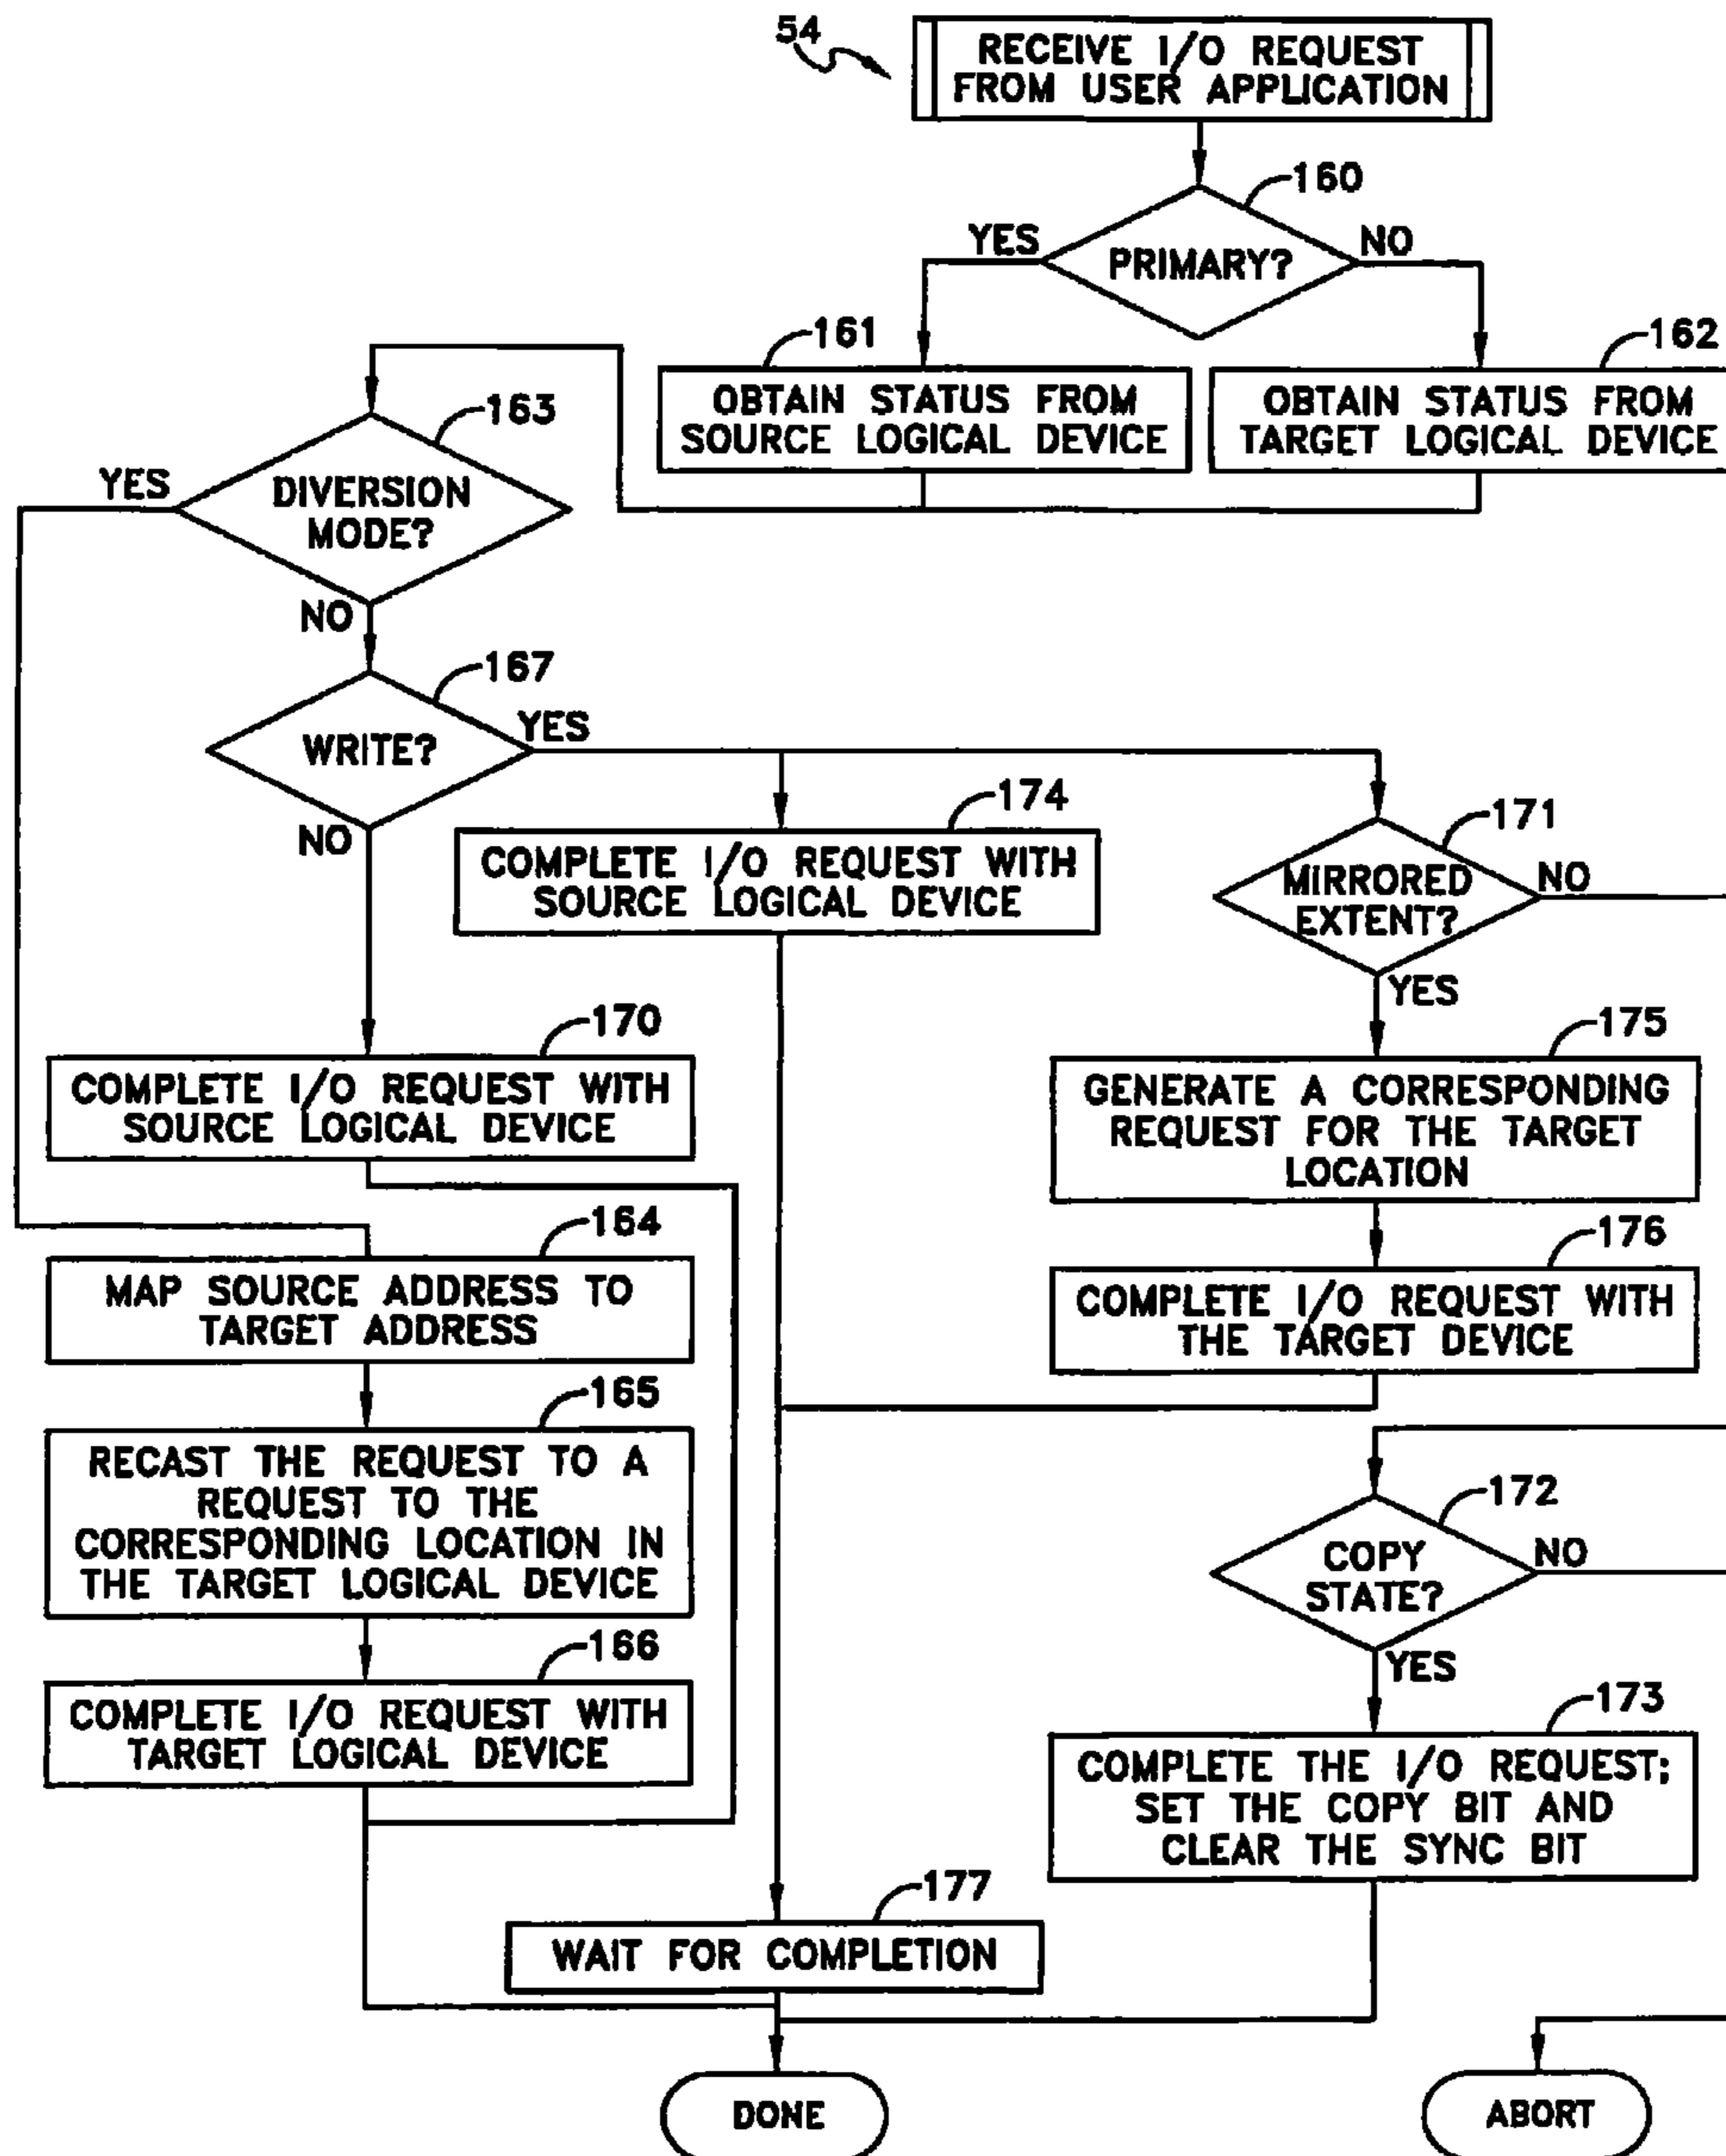 54
RECEIVE I/O REQUEST
FROM USER APPLICATION
160
YES
PRIMARY?
NO
161
OBTAIN STATUS FROM
SOURCE LOGICAL DEVICE
162
OBTAIN STATUS FROM
TARGET LOGICAL DEVICE
163
YES
DIVERSION
MODE?
NO
167
WRITE?
YES
NO
174
COMPLETE I/O REQUEST WITH
SOURCE LOGICAL DEVICE
171
MIRRORED
EXTENT?
NO
YES
170
COMPLETE I/O REQUEST WITH
SOURCE LOGICAL DEVICE
175
GENERATE A CORRESPONDING
REQUEST FOR THE TARGET
LOCATION
164
MAP SOURCE ADDRESS TO
TARGET ADDRESS
176
COMPLETE I/O REQUEST WITH
THE TARGET DEVICE
165
RECAST THE REQUEST TO A
REQUEST TO THE
CORRESPONDING LOCATION IN
THE TARGET LOGICAL DEVICE
172
COPY
STATE?
NO
YES
166
COMPLETE I/O REQUEST WITH
TARGET LOGICAL DEVICE
173
COMPLETE THE I/O REQUEST;
SET THE COPY BIT AND
CLEAR THE SYNC BIT
177
WAIT FOR COMPLETION
DONE
ABORT